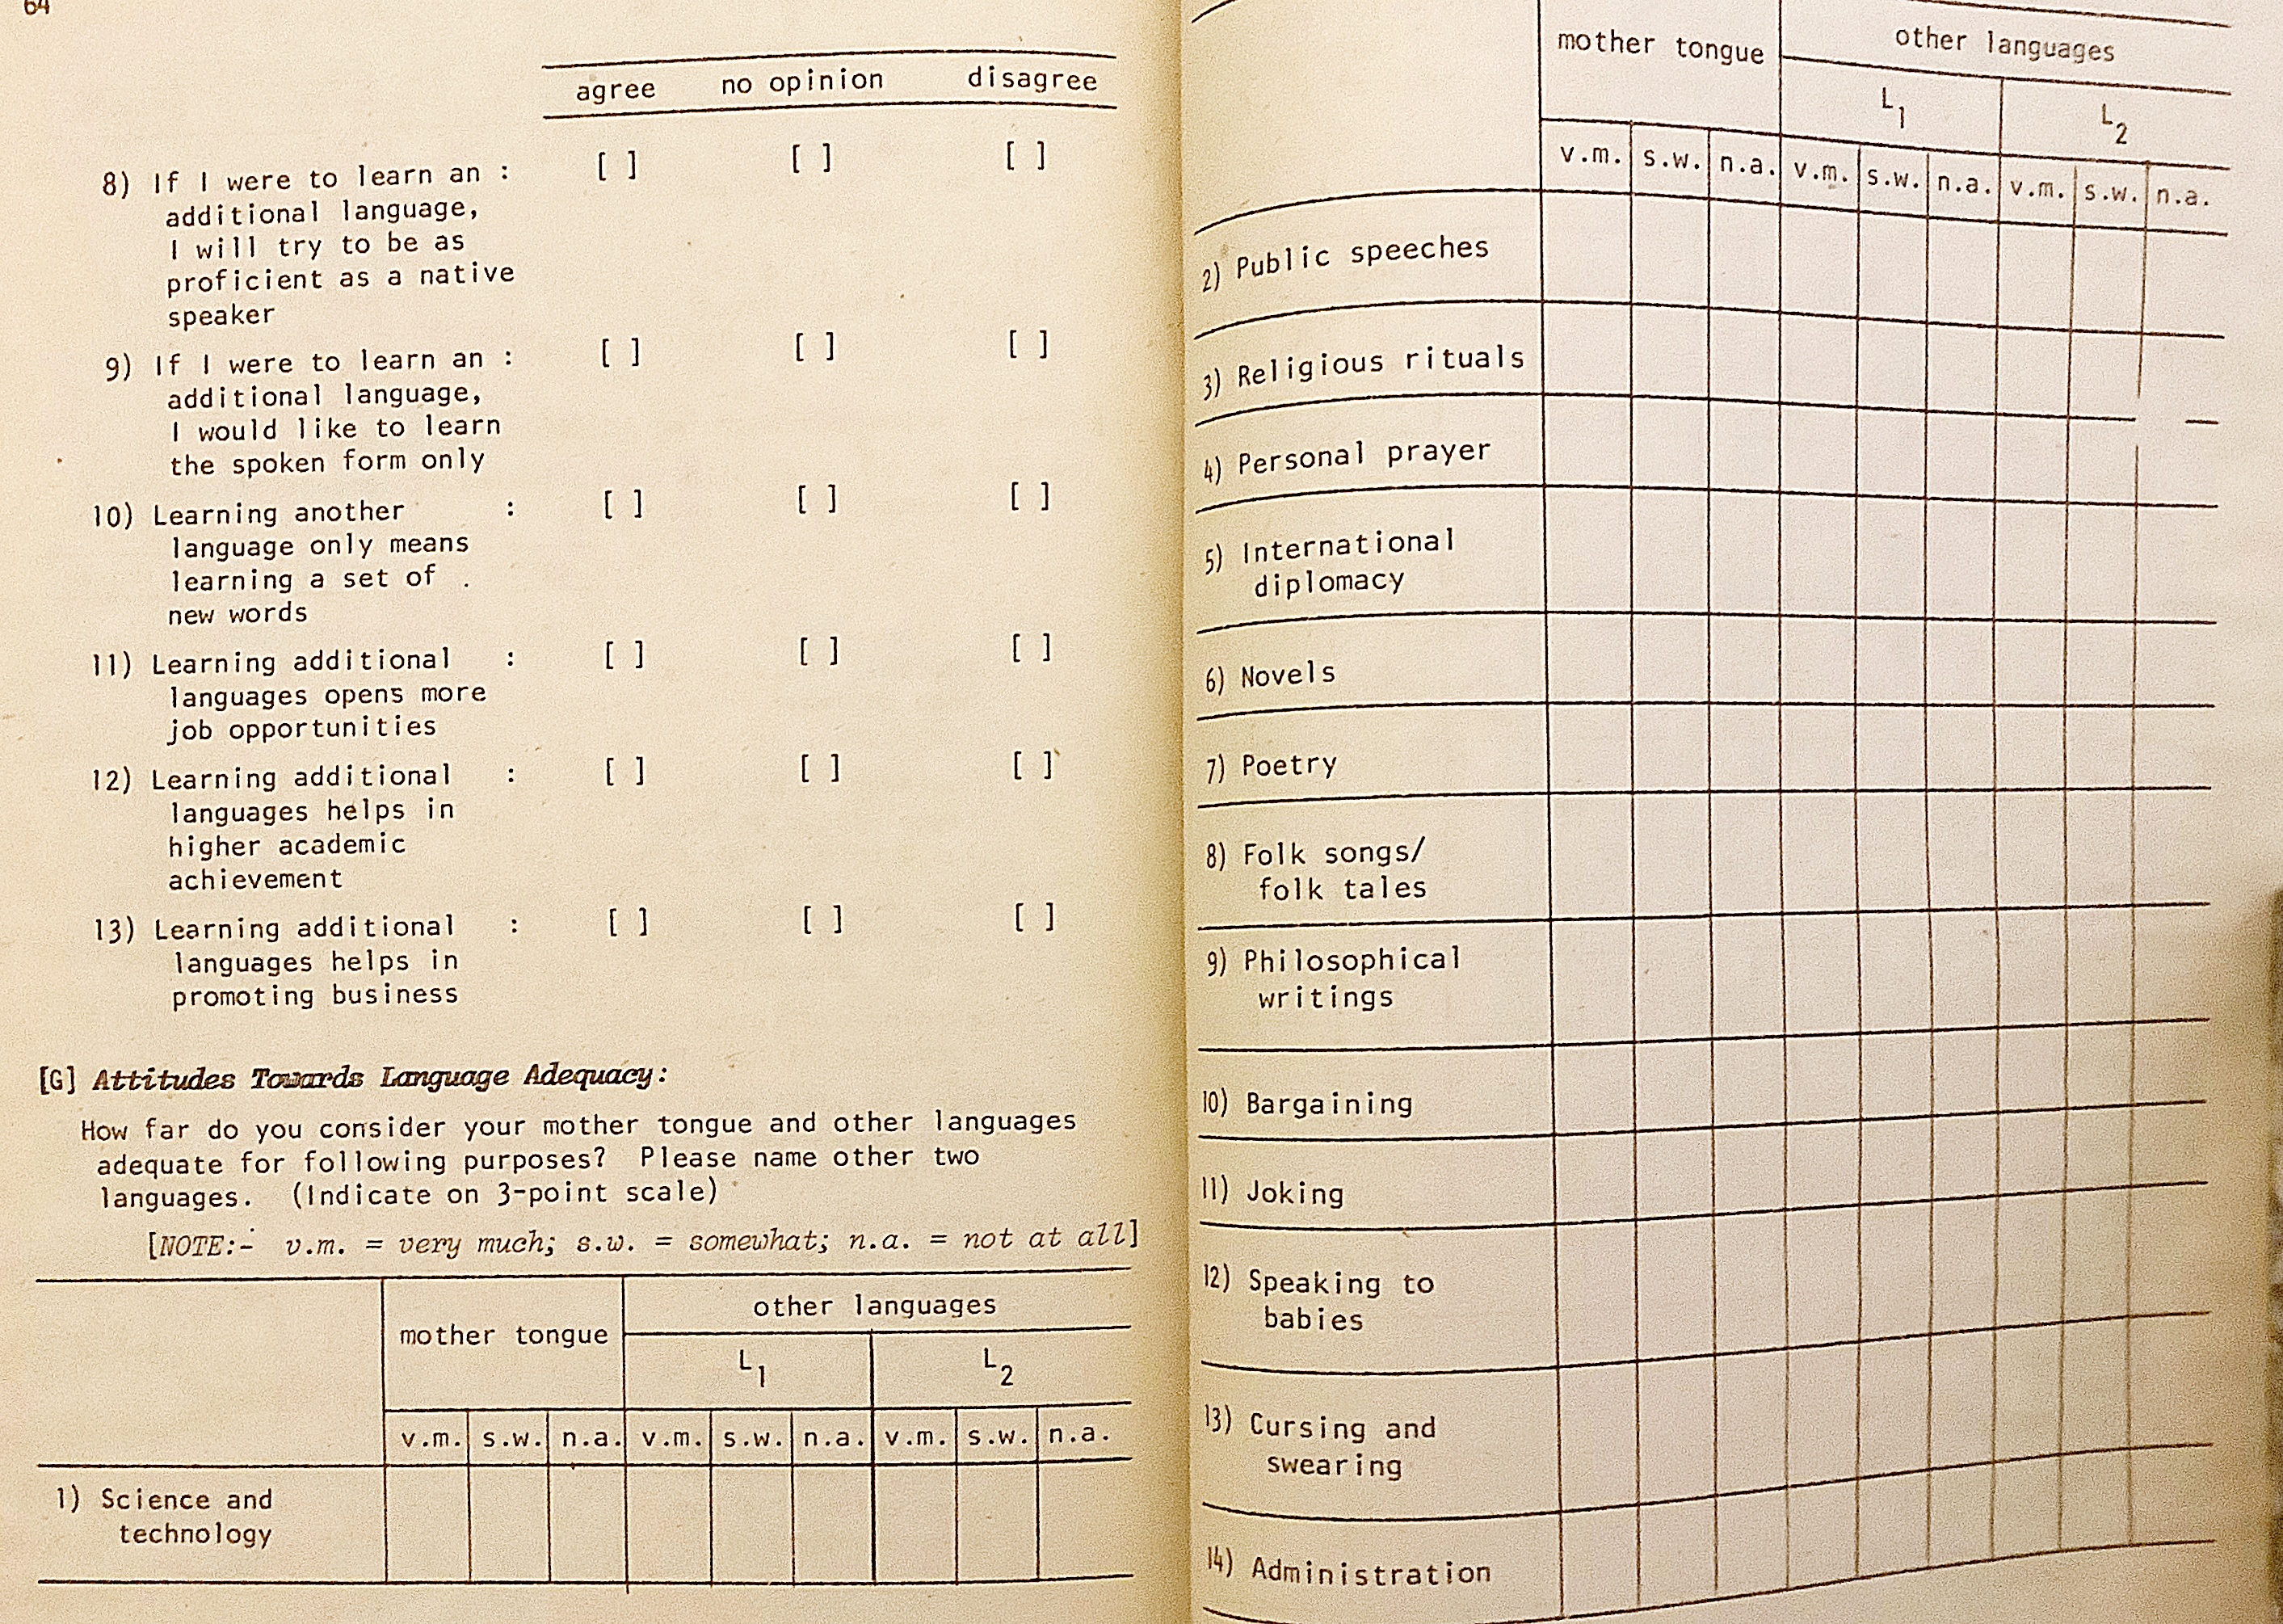 64
agree no opinion disagree
8) If I were to learn an : [ ] [ ] [ ]
additional language,
I will try to be as
proficient as a native
speaker
9) If I were to learn an : [ ] [ ] [ ]
additional language,
I would like to learn
the spoken form only
10) Learning another : [ ] [ ] [ ]
language only means
learning a set of .
new words
11) Learning additional : [ ] [ ] [ ]
languages opens more
job opportunities
12) Learning additional : [ ] [ ] [ ]
languages helps in
higher academic
achievement
13) Learning additional : [ ] [ ] [ ]
languages helps in
promoting business
[G] Attitudes Towards Language Adequacy:
How far do you consider your mother tongue and other languages
adequate for following purposes? Please name other two
languages. (Indicate on 3-point scale)
[NOTE:- v.m. = very much; s.w. = somewhat; n.a. = not at all]
other languages
mother tongue
L1 L2
v.m. s.w. n.a. v.m. s.w. n.a. v.m. s.w. n.a.
1) Science and
technology
mother tongue other languages
L1 L2
v.m. s.w. n.a. v.m. s.w. n.a. v.m. s.w. n.a.
2) Public speeches
3) Religious rituals
4) Personal prayer
5) International
diplomacy
6) Novels
7) Poetry
8) Folk songs/
folk tales
9) Philosophical
writings
10) Bargaining
11) Joking
12) Speaking to
babies
13) Cursing and
swearing
14) Administration